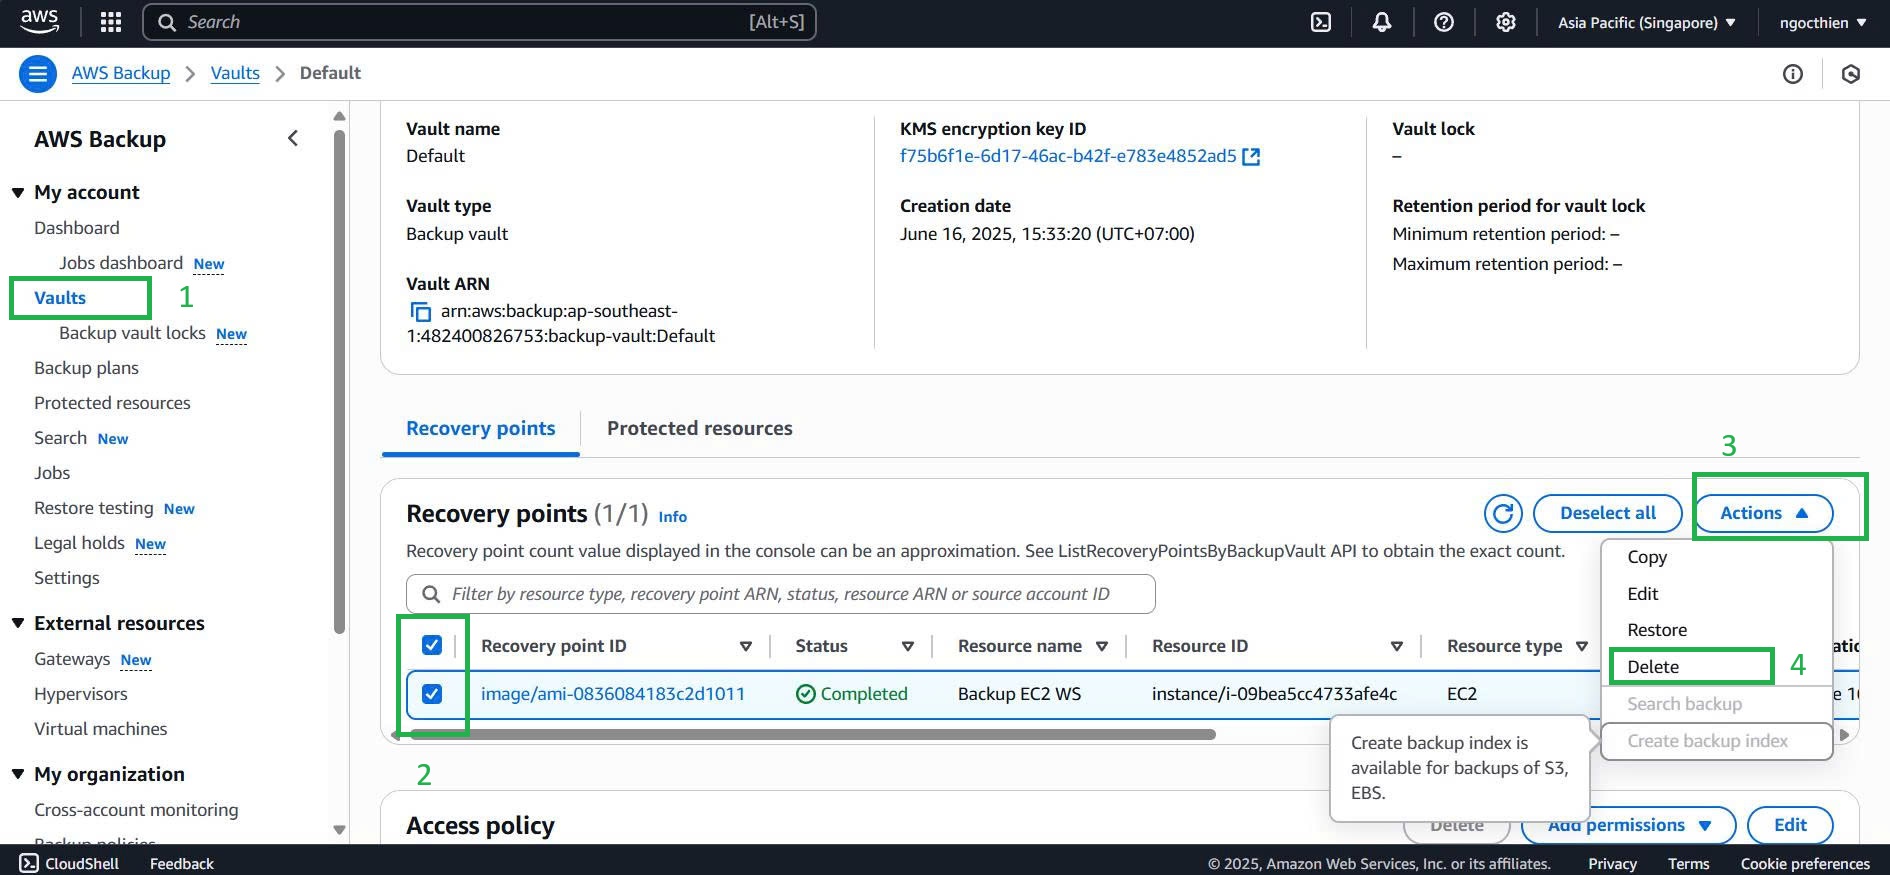 aws
Search [Alt+S]
Asia Pacific (Singapore)
ngocthien
AWS Backup
Vaults
Default
AWS Backup
My account
Dashboard
Jobs dashboard New
Vaults
1
Backup vault locks New
Backup plans
Protected resources
Search New
Jobs
Restore testing New
Legal holds New
Settings
External resources
Gateways New
Hypervisors
Virtual machines
My organization
Cross-account monitoring
Backup policies
Vault name
Default
Vault type
Backup vault
Vault ARN
arn:aws:backup:ap-southeast-
1:482400826753:backup-vault:Default
KMS encryption key ID
f75b6f1e-6d17-46ac-b42f-e783e4852ad5
Creation date
June 16, 2025, 15:33:20 (UTC+07:00)
Vault lock
–
Retention period for vault lock
Minimum retention period: –
Maximum retention period: –
Recovery points
Protected resources
3
Recovery points (1/1) Info
Deselect all
Actions
Recovery point count value displayed in the console can be an approximation. See ListRecoveryPointsByBackupVault API to obtain the exact count.
Filter by resource type, recovery point ARN, status, resource ARN or source account ID
Recovery point ID
Status
Resource name
Resource ID
Resource type
image/ami-0836084183c2d1011
Completed
Backup EC2 WS
instance/i-09bea5cc4733afe4c
EC2
Copy
Edit
Restore
Delete
4
Search backup
Create backup index
Create backup index is
available for backups of S3,
EBS.
2
Access policy
Delete
Add permissions
Edit
CloudShell
Feedback
© 2025, Amazon Web Services, Inc. or its affiliates.
Privacy
Terms
Cookie preferences